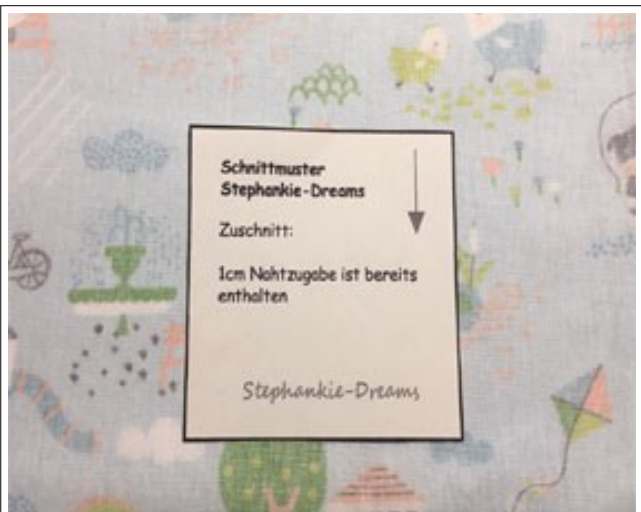 Schnittmuster
Stephankie-Dreams
Zuschnitt:
1cm Nahtzugabe ist bereits
enthalten
Stephankie-Dreams